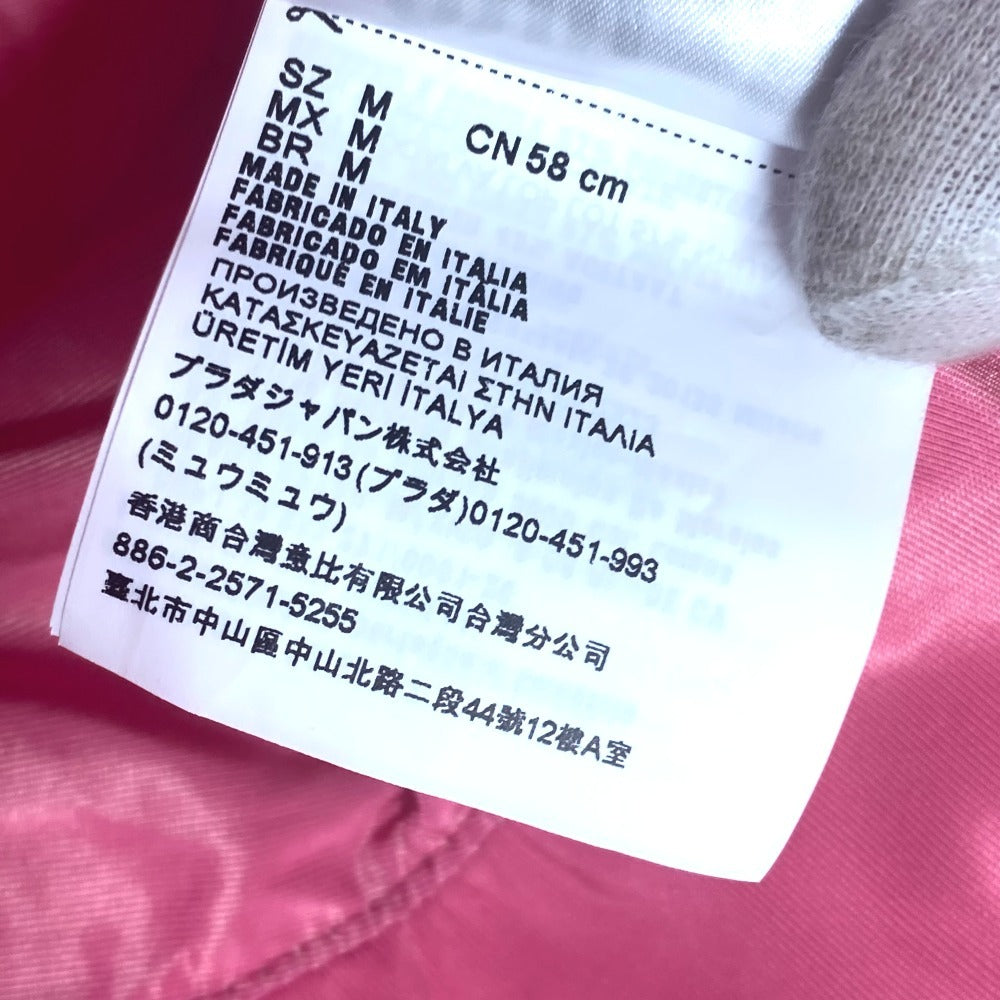 SZ M
MX M CN 58 cm
BR M
MADE IN ITALY
FABRICADO EN ITALIA
FABRICADO EM ITÁLIA
FABRIQUÉ EN ITALIE
ПРОИЗВЕДЕНО В ИТАЛИЯ
ΚΑΤΑΣΚΕΥΑΖΕΤΑΙ ΣΤΗΝ ΙΤΑΛΙΑ
ÜRETİM YERİ İTALYA
プラダジャパン株式会社
0120-451-913(プラダ)0120-451-993
(ミュウミュウ)
香港商台灣意比有限公司台灣分公司
886-2-2571-5255
臺北市中山區中山北路二段44號12樓A室